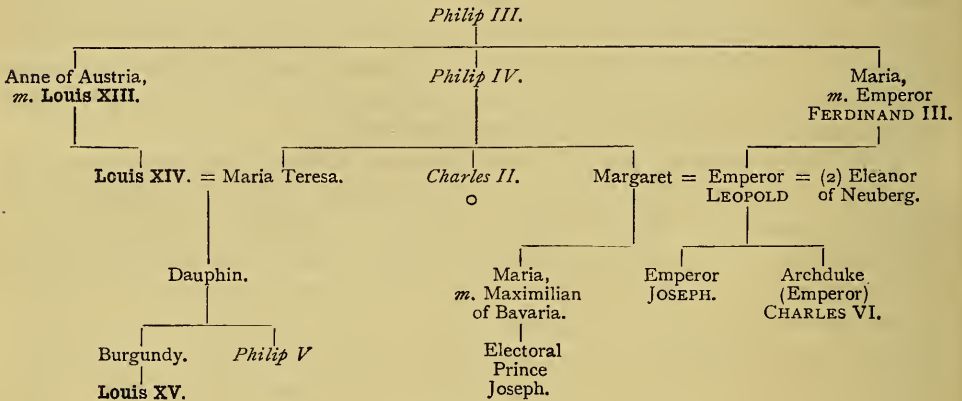 Philip III.
Anne of Austria,
m. Louis XIII.
Philip IV.
Maria,
m. Emperor
FERDINAND III.
Louis XIV. = Maria Teresa.
Charles II.
Margaret = Emperor
LEOPOLD
= (2) Eleanor
of Neuberg.
Dauphin.
Maria,
m. Maximilian
of Bavaria.
Emperor
JOSEPH.
Archduke
(Emperor)
CHARLES VI.
Burgundy.
Philip V
Electoral
Prince
Joseph.
Louis XV.